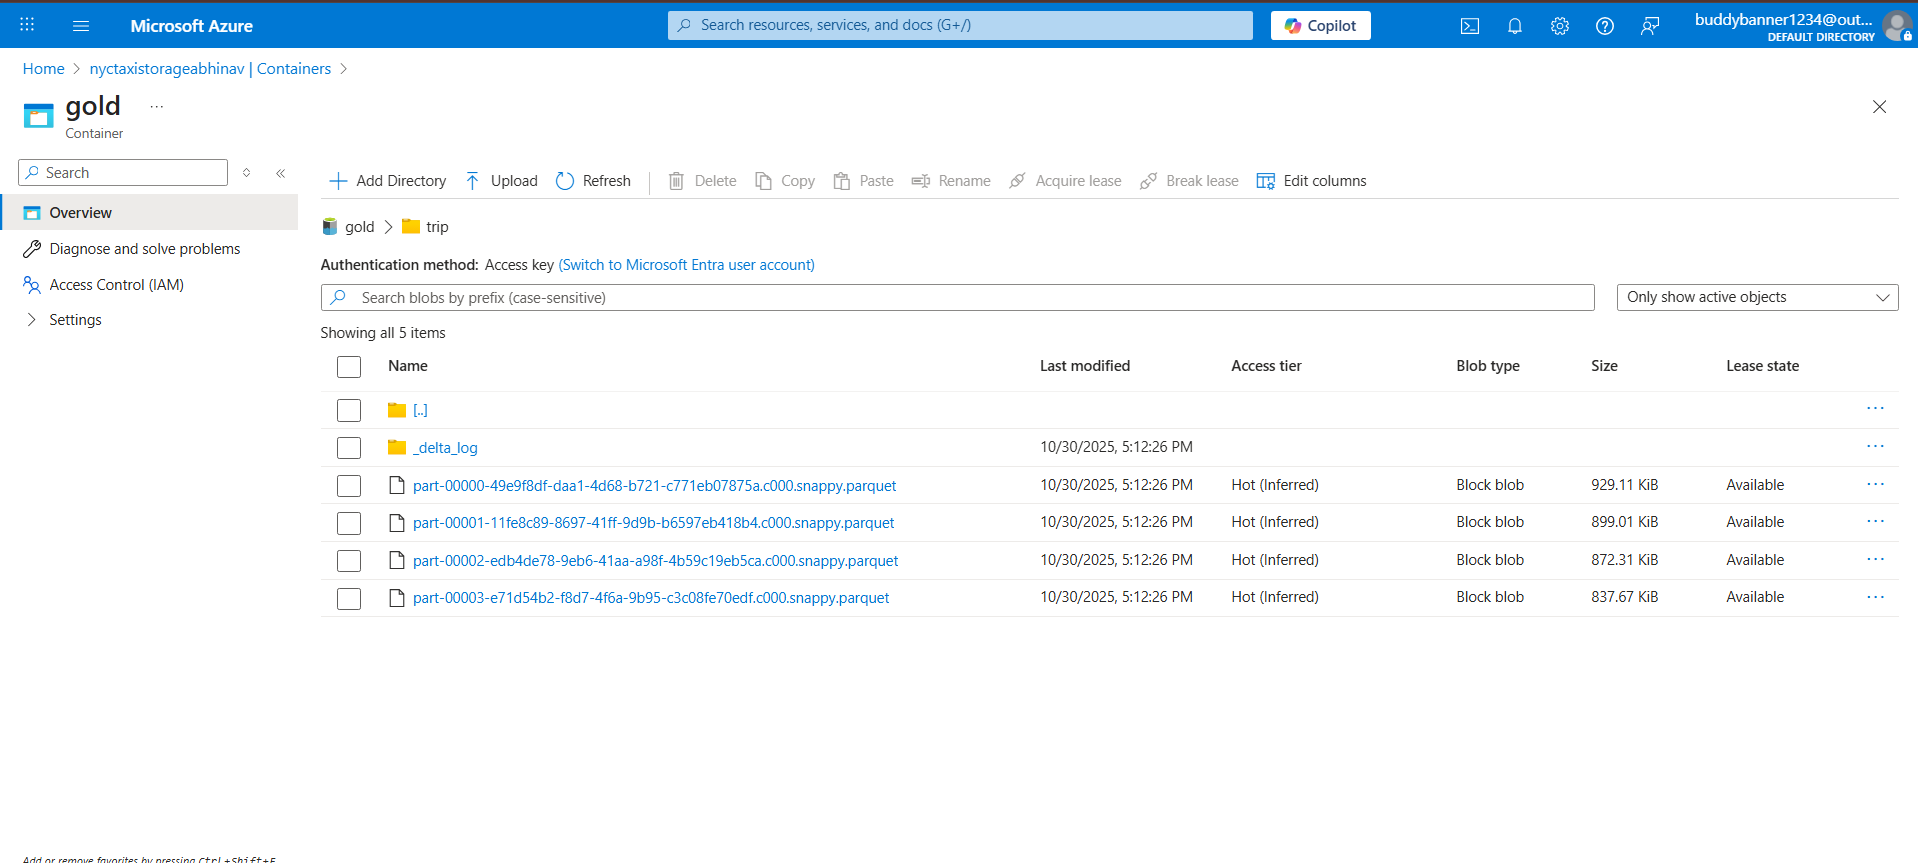 Microsoft Azure
Search resources, services, and docs (G+/)
Copilot
buddybanner1234@out...
DEFAULT DIRECTORY
Home > nyctaxistorageabhinav | Containers >
gold ...
Container
Search
Add Directory Upload Refresh Delete Copy Paste Rename Acquire lease Break lease Edit columns
Overview
Diagnose and solve problems
Access Control (IAM)
Settings
gold > trip
Authentication method: Access key (Switch to Microsoft Entra user account)
Search blobs by prefix (case-sensitive)
Only show active objects
Showing all 5 items
Name Last modified Access tier Blob type Size Lease state
[..]
_delta_log 10/30/2025, 5:12:26 PM
part-00000-49e9f8df-daa1-4d68-b721-c771eb07875a.c000.snappy.parquet 10/30/2025, 5:12:26 PM Hot (Inferred) Block blob 929.11 KiB Available
part-00001-11fe8c89-8697-41ff-9d9b-b6597eb418b4.c000.snappy.parquet 10/30/2025, 5:12:26 PM Hot (Inferred) Block blob 899.01 KiB Available
part-00002-edb4de78-9eb6-41aa-a98f-4b59c19eb5ca.c000.snappy.parquet 10/30/2025, 5:12:26 PM Hot (Inferred) Block blob 872.31 KiB Available
part-00003-e71d54b2-f8d7-4f6a-9b95-c3c08fe70edf.c000.snappy.parquet 10/30/2025, 5:12:26 PM Hot (Inferred) Block blob 837.67 KiB Available
Add or remove favorites by pressing Ctrl+Shift+F